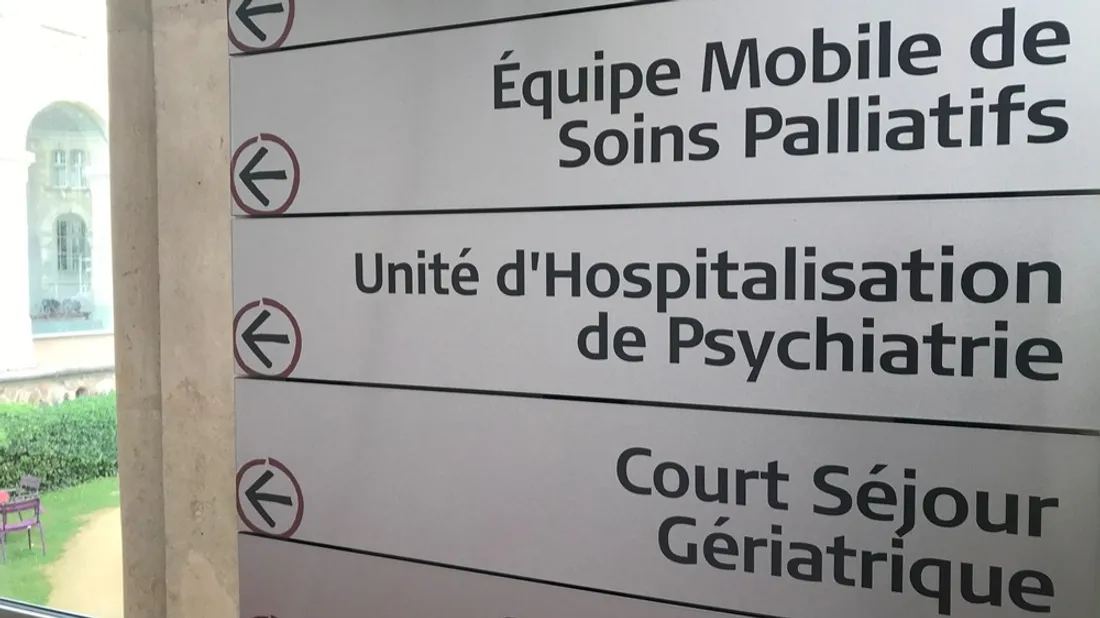 Équipe Mobile de
Soins Palliatifs
Unité d'Hospitalisation
de Psychiatrie
Court Séjour
Gériatrique